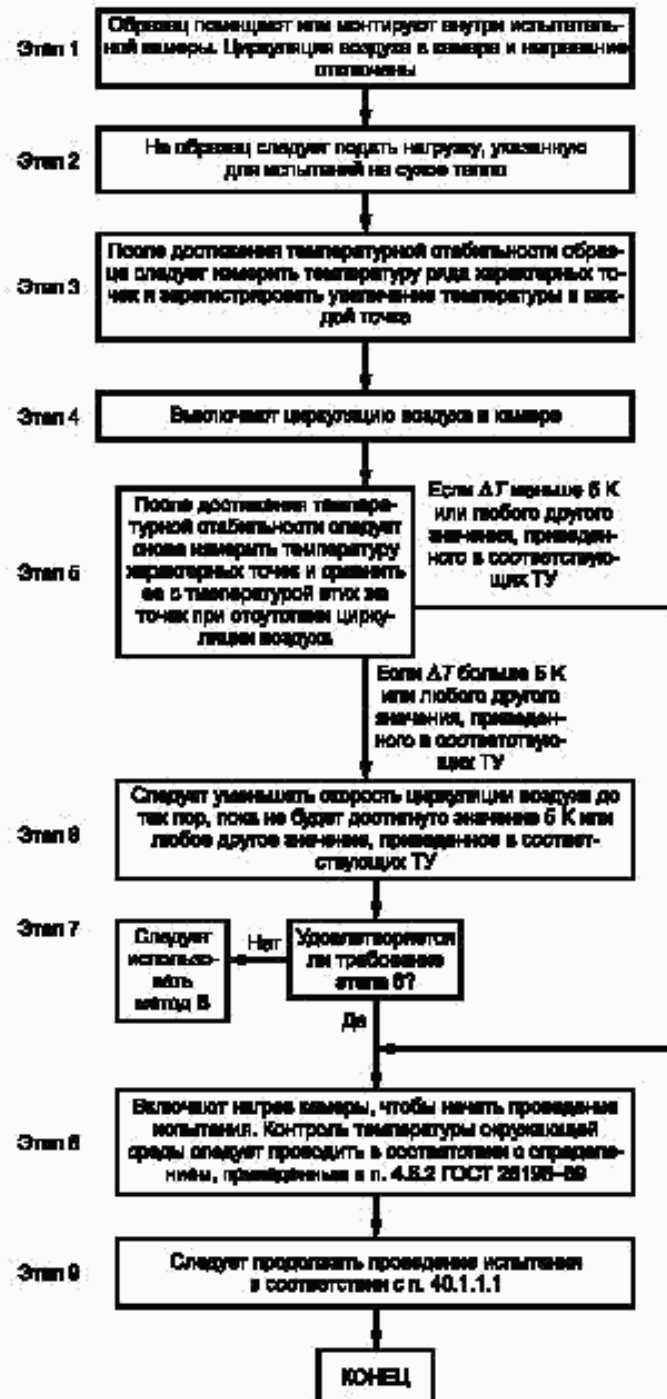 Этап 1
Образец помещают или монтируют внутри испытатель-
ной камеры. Циркуляция воздуха в камере и нагревание
отключены
Этап 2
На образец следует подать нагрузку, указанную
для испытаний на сухое тепло
Этап 3
После достижения температурной стабильности образ-
ца следует измерить температуру ряда характерных то-
чек и зарегистрировать увеличение температуры в каж-
дой точке
Этап 4
Включают циркуляцию воздуха в камере
Этап 5
После достижения темпера-
турной стабильности следует
снова измерить температуру
характерных точек и сравнить
ее с температурой этих же
точек при отсутствии цирку-
ляции воздуха
Если ΔT меньше 5 К
или любого другого
значения, приведен-
ного в соответствую-
щих ТУ
Если ΔT больше 5 К
или любого другого
значения, приведен-
ного в соответствую-
щих ТУ
Этап 6
Следует уменьшать скорость циркуляции воздуха до
тех пор, пока не будет достигнуто значение 5 К или
любое другое значение, приведенное в соответ-
ствующих ТУ
Этап 7
Следует
использо-
вать
метод В
Нет
Удовлетворяется
ли требование
этапа 6?
Да
Этап 8
Включают нагрев камеры, чтобы начать проведение
испытания. Контроль температуры окружающей
среды следует проводить в соответствии с определе-
нием, приведенным в п. 4.6.2 ГОСТ
Этап 9
Следует продолжать проведение испытания
в соответствии с п. 40.1.1.1
КОНЕЦ